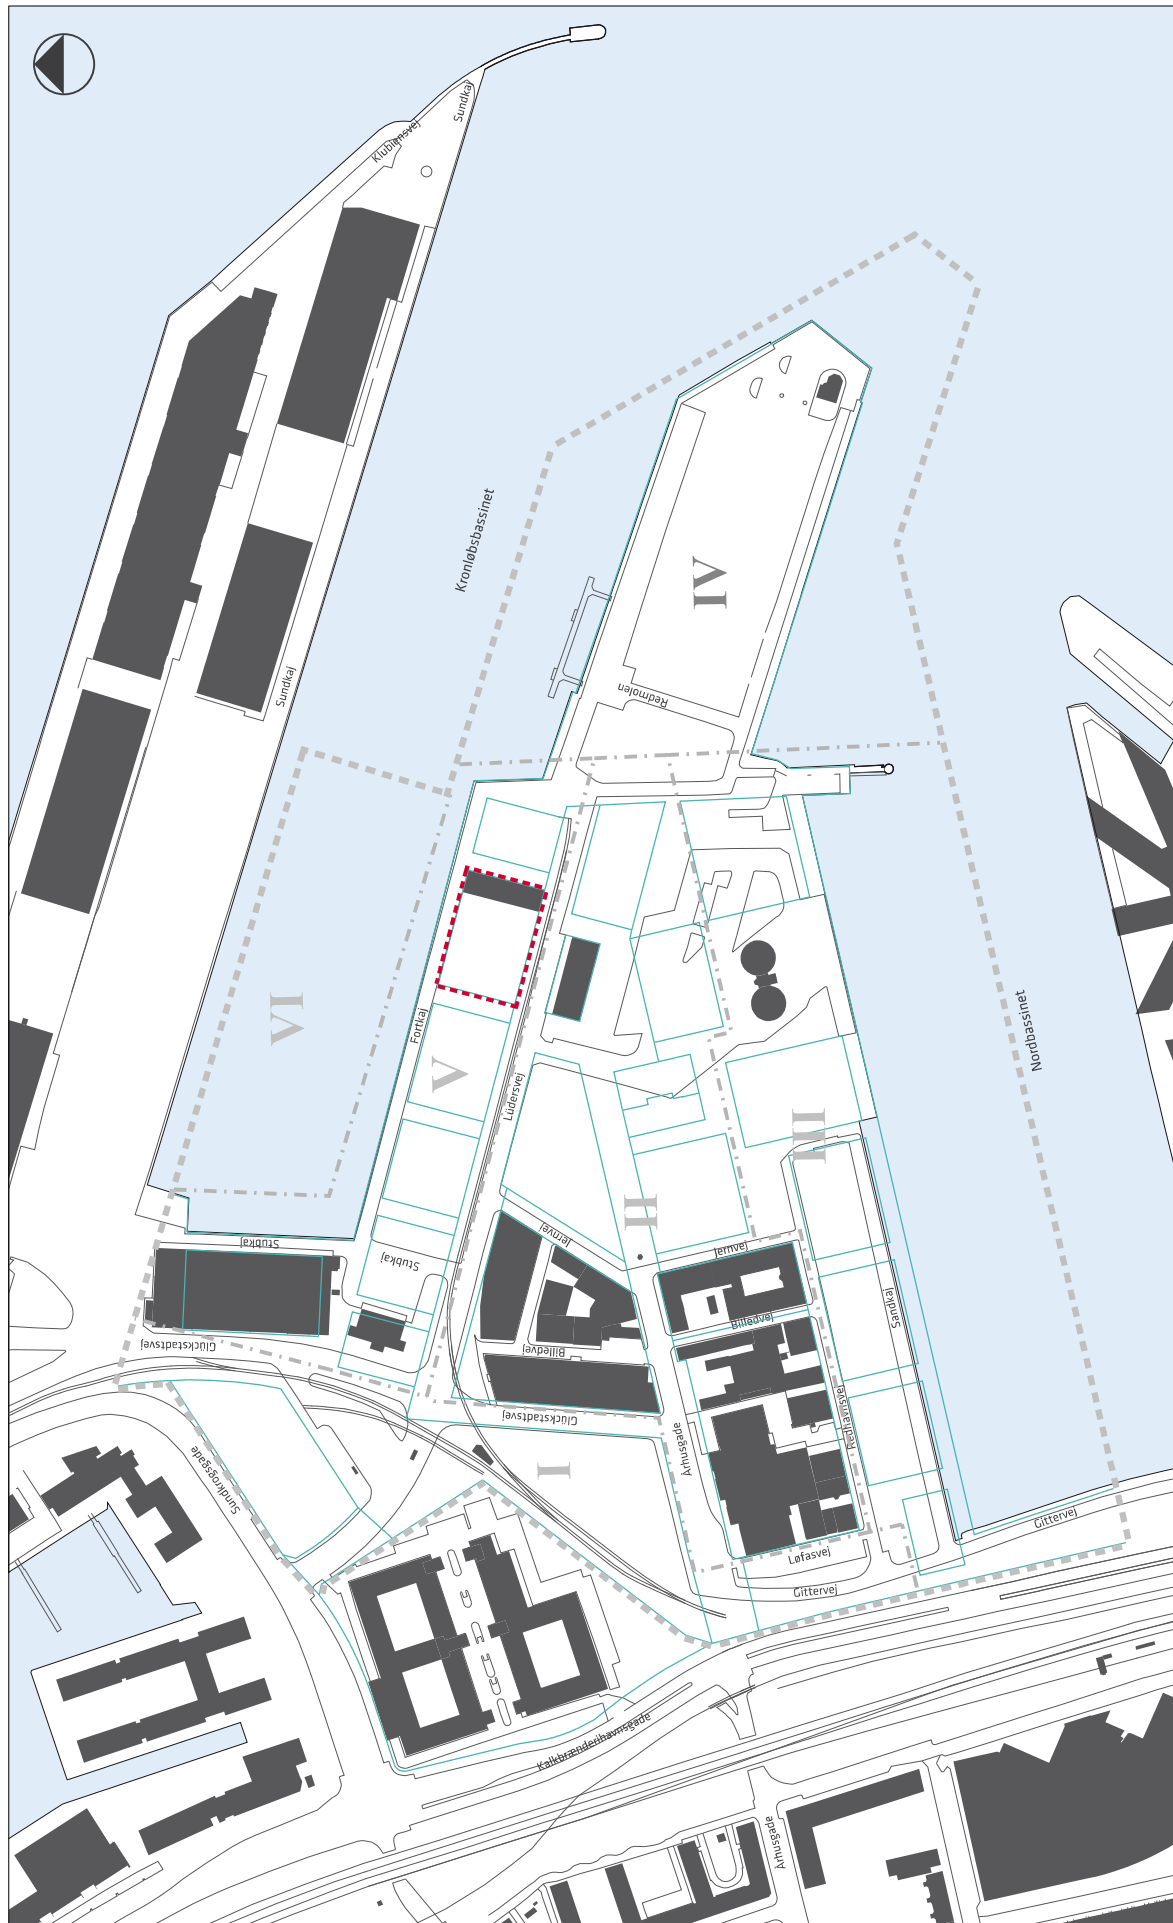 Sundkaj
Klubiensvej
Kronløbsbassinet
IV
Sundkaj
Redmolen
VI
Fortkaj
V
Lüdersvej
Nordbassinet
III
II
Jernvej
Jernvej
Stubkaj
Stubkaj
Sandkaj
Billedvej
Billedvej
Glückstadtsvej
Glückstadtsvej
Redhavnsvej
Århusgade
I
Sundkrogsgade
Gittervej
Løfasvej
Gittervej
Kalkbrænderihavnsgade
Århusgade